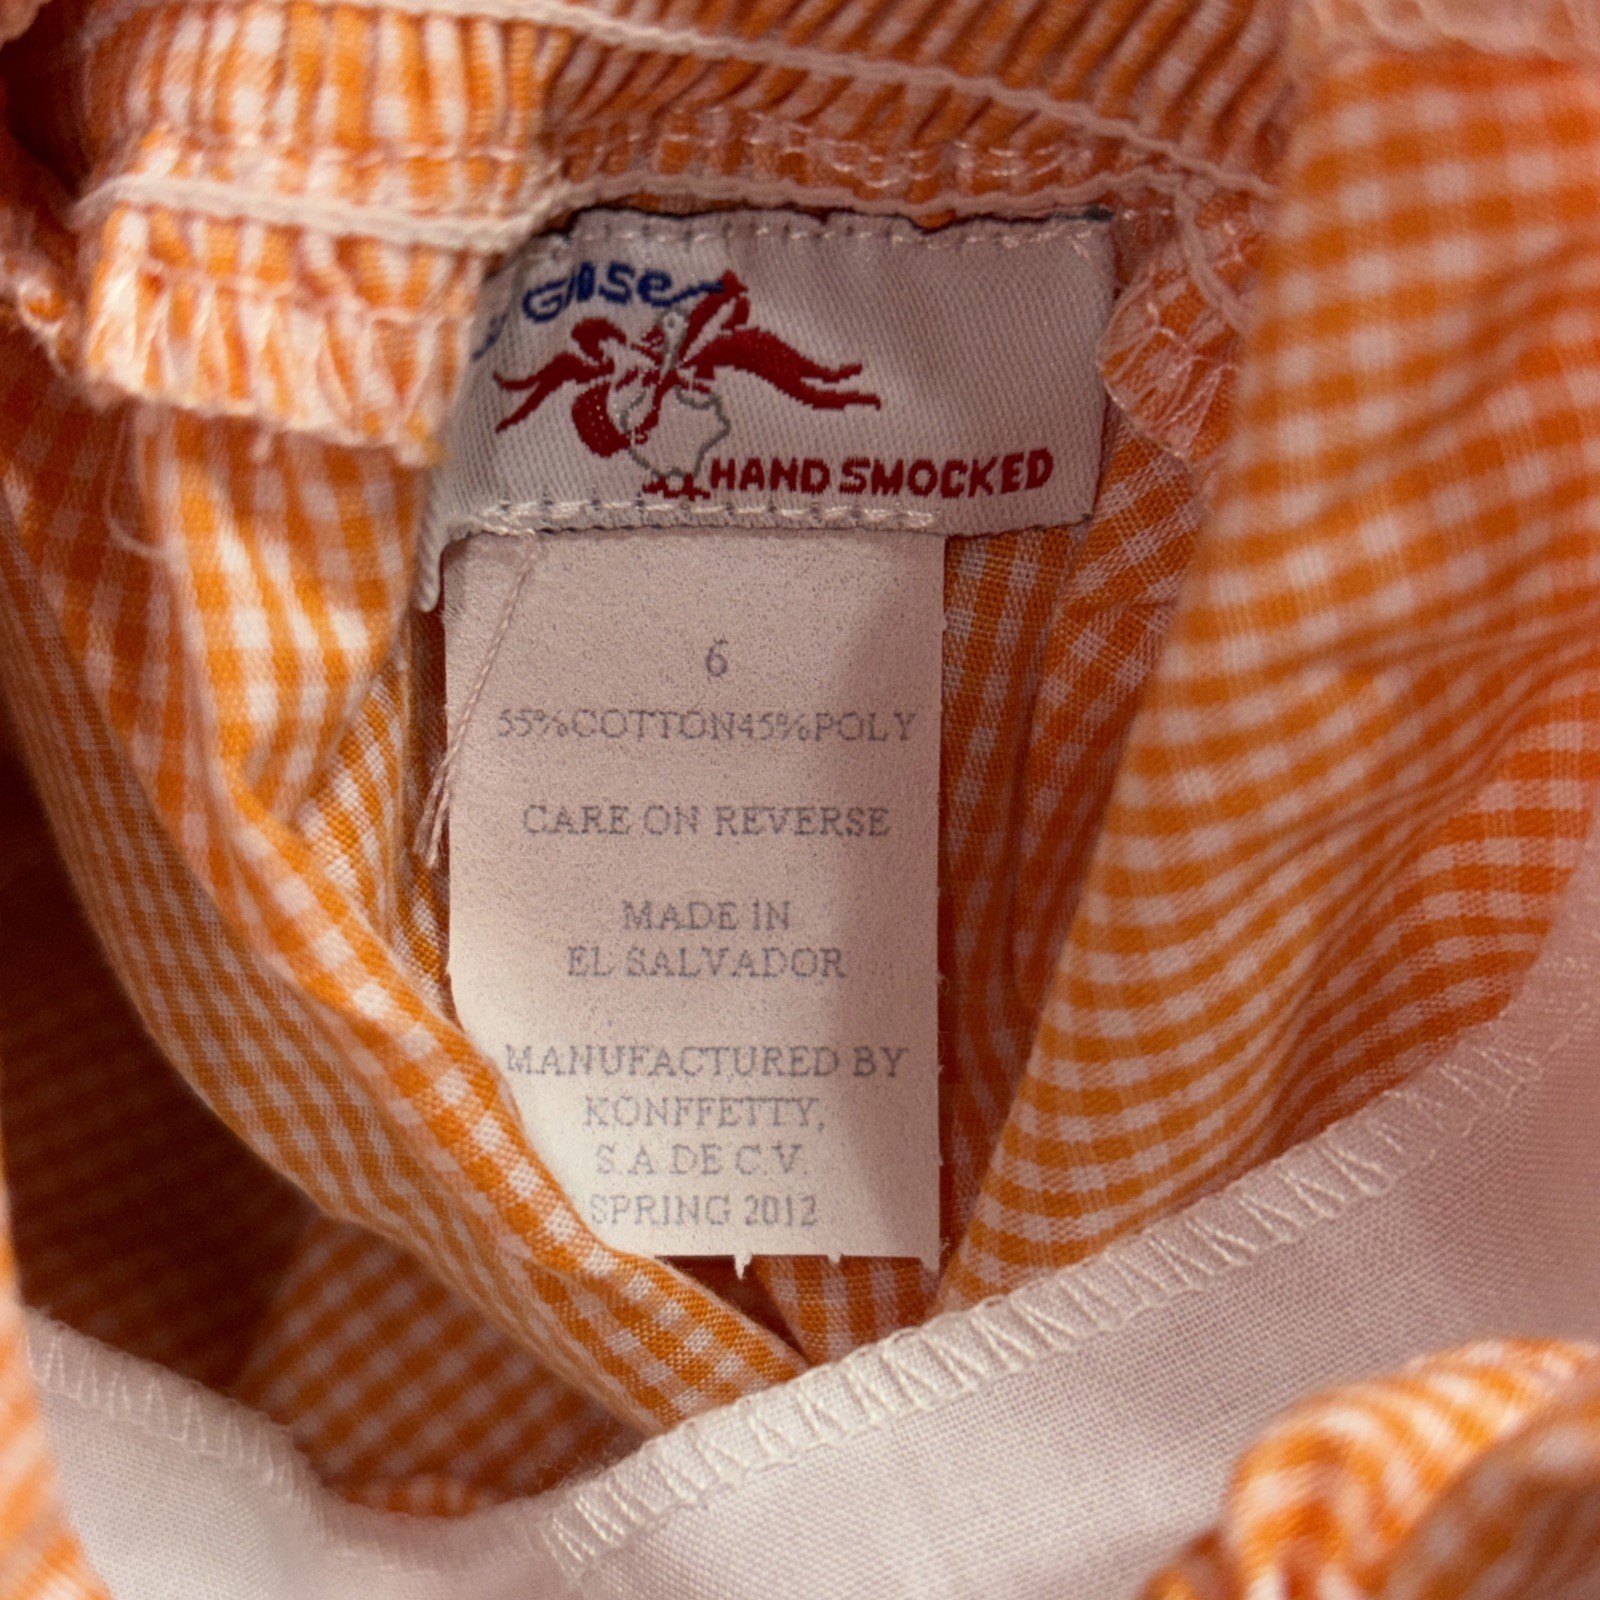 Goose
HAND SMOCKED
6
55%COTTON45%POLY
CARE ON REVERSE
MADE IN
EL SALVADOR
MANUFACTURED BY
KONFFETTY,
S.A DE C.V.
SPRING 2012